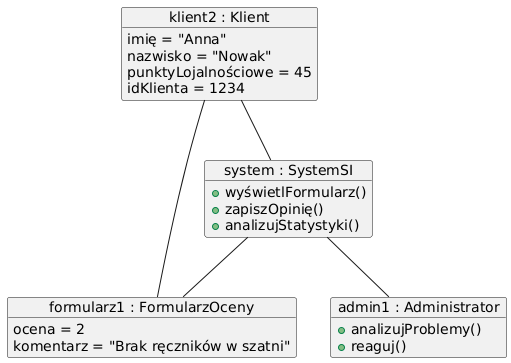 klient2 : Klient
imię = "Anna"
nazwisko = "Nowak"
punktyLojalnościowe = 45
idKlienta = 1234
system : SystemSI
wyświetlFormularz()
zapiszOpinię()
analizujStatystyki()
formularz1 : FormularzOceny
ocena = 2
komentarz = "Brak ręczników w szatni"
admin1 : Administrator
analizujProblemy()
reaguj()